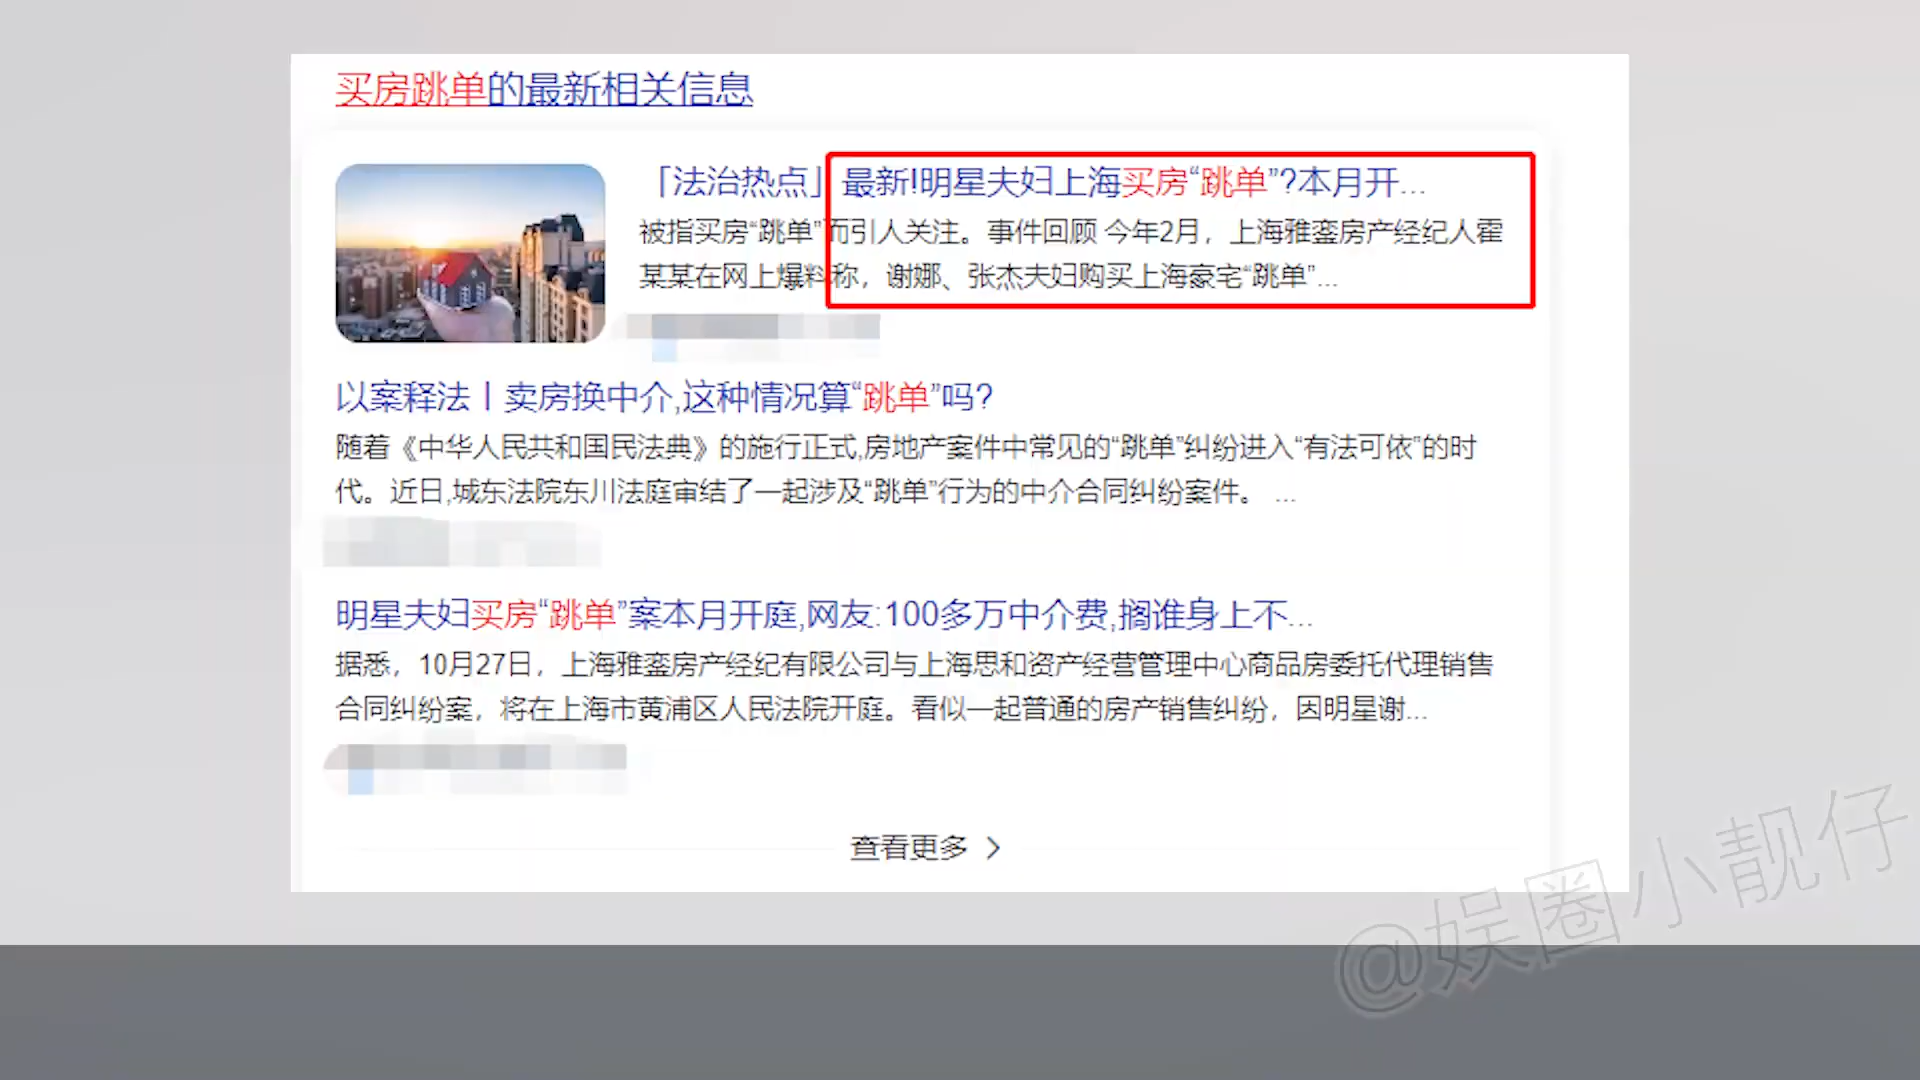 买房跳单的最新相关信息
「法治热点」最新!明星夫妇上海买房“跳单”?本月开...
被指买房“跳单”而引人关注。事件回顾 今年2月，上海雅銮房产经纪人霍
某某在网上爆料称，谢娜、张杰夫妇购买上海豪宅“跳单”...
以案释法丨卖房换中介,这种情况算“跳单”吗?
随着《中华人民共和国民法典》的施行正式,房地产案件中常见的“跳单”纠纷进入“有法可依”的时
代。近日,城东法院东川法庭审结了一起涉及“跳单”行为的中介合同纠纷案件。 ...
明星夫妇买房“跳单”案本月开庭,网友:100多万中介费,搁谁身上不...
据悉，10月27日，上海雅銮房产经纪有限公司与上海思和资产经营管理中心商品房委托代理销售
合同纠纷案，将在上海市黄浦区人民法院开庭。看似一起普通的房产销售纠纷，因明星谢...
查看更多 >
@娱圈小靓仔